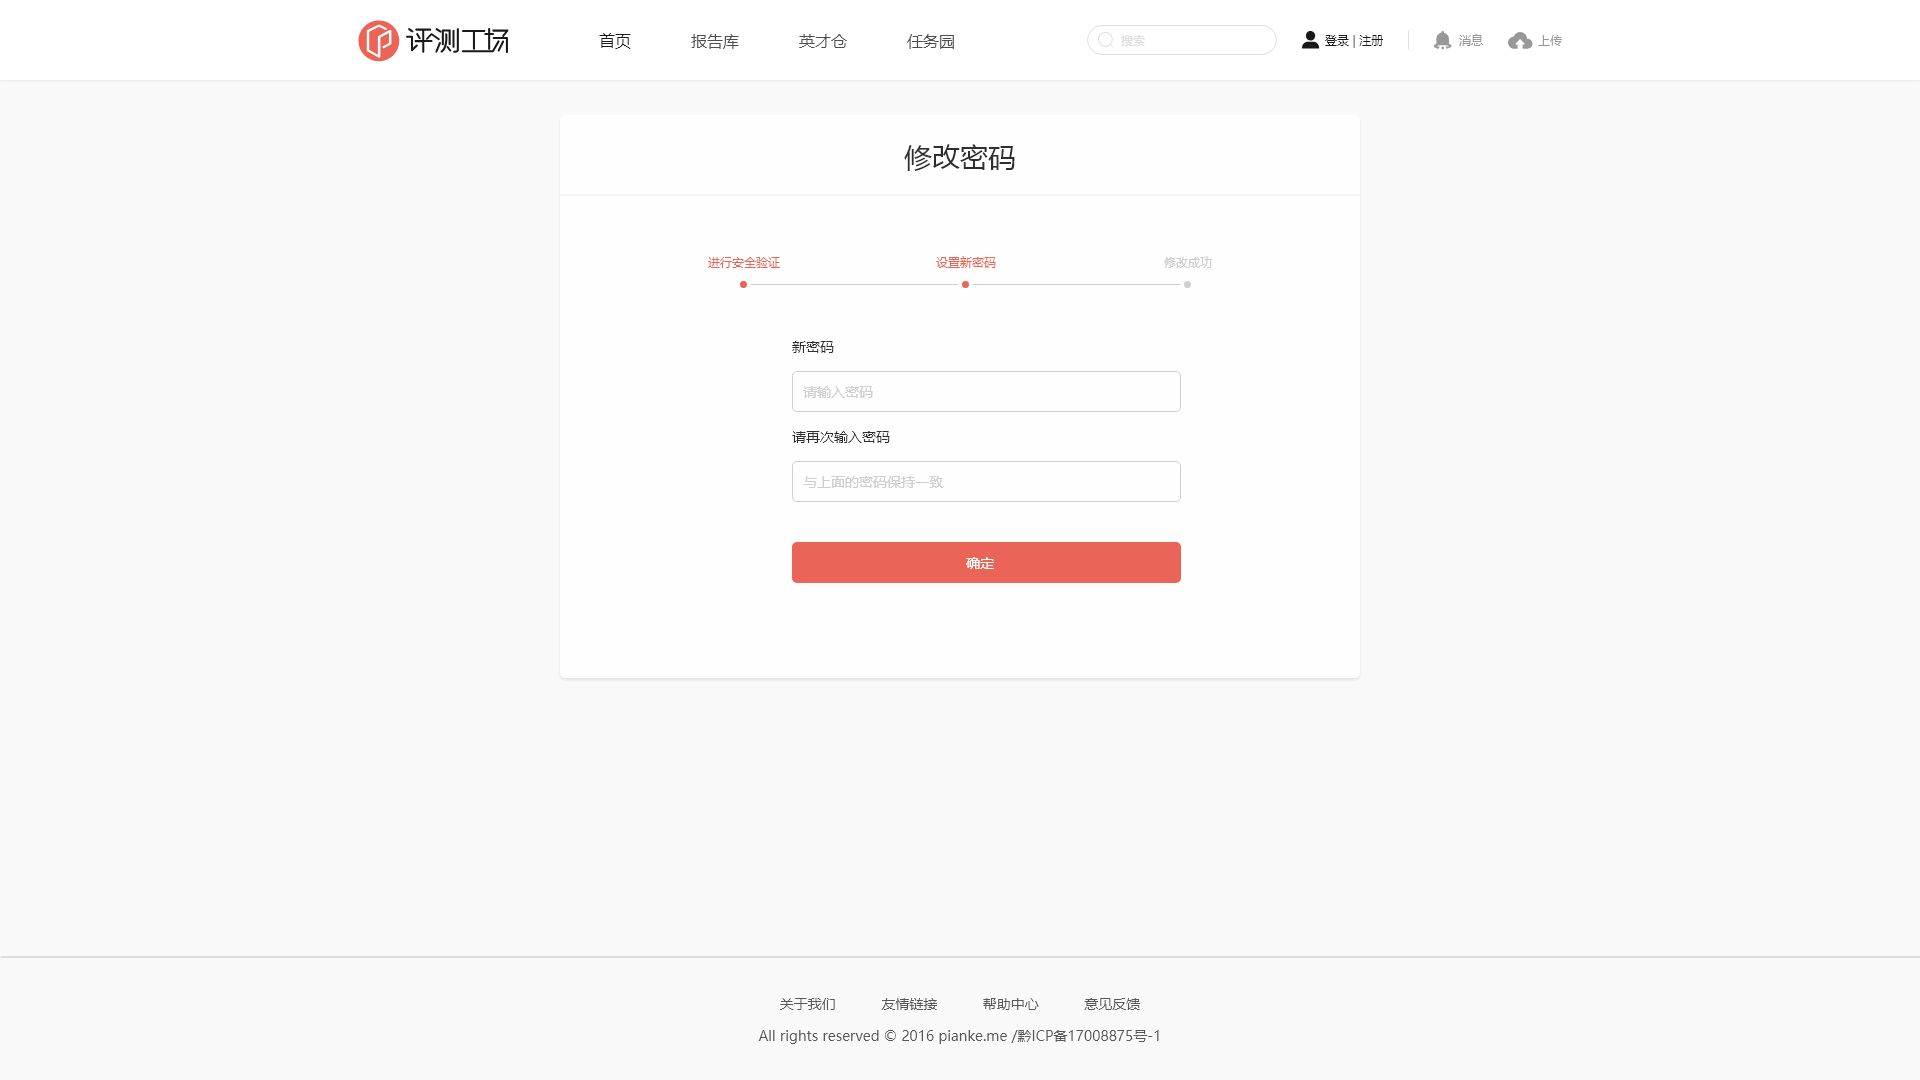 评测工场 首页 报告库 英才仓 任务园 搜索 登录 | 注册 消息 上传
修改密码
进行安全验证 设置新密码 修改成功
新密码
请输入密码
请再次输入密码
与上面的密码保持一致
确定
关于我们 友情链接 帮助中心 意见反馈
All rights reserved © 2016 pianke.me /黔ICP备17008875号-1